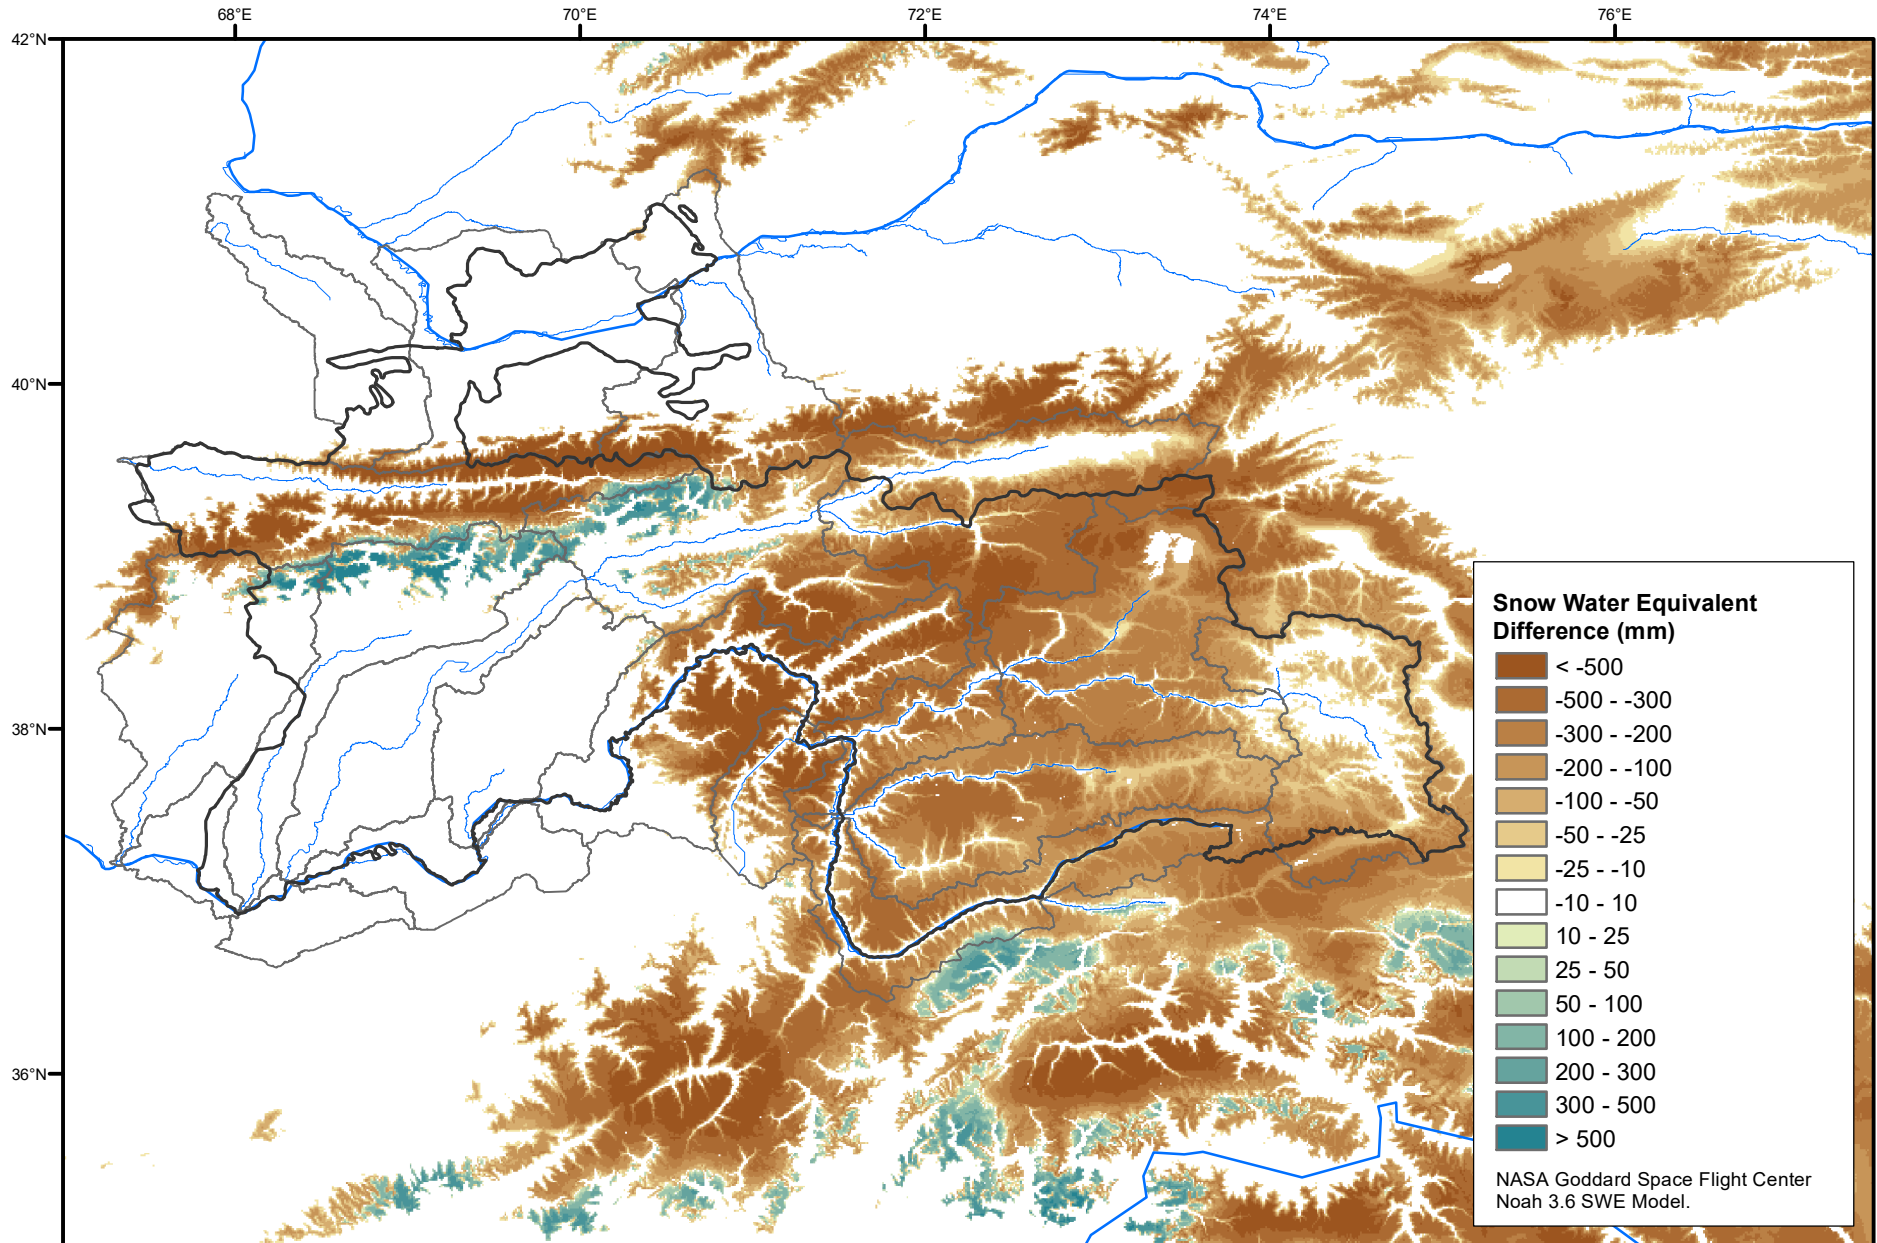 68°E
70°E
72°E
74°E
76°E
42°N
40°N
38°N
36°N
Snow Water Equivalent
Difference (mm)
< -500
-500 - -300
-300 - -200
-200 - -100
-100 - -50
-50 - -25
-25 - -10
-10 - 10
10 - 25
25 - 50
50 - 100
100 - 200
200 - 300
300 - 500
> 500
NASA Goddard Space Flight Center
Noah 3.6 SWE Model.